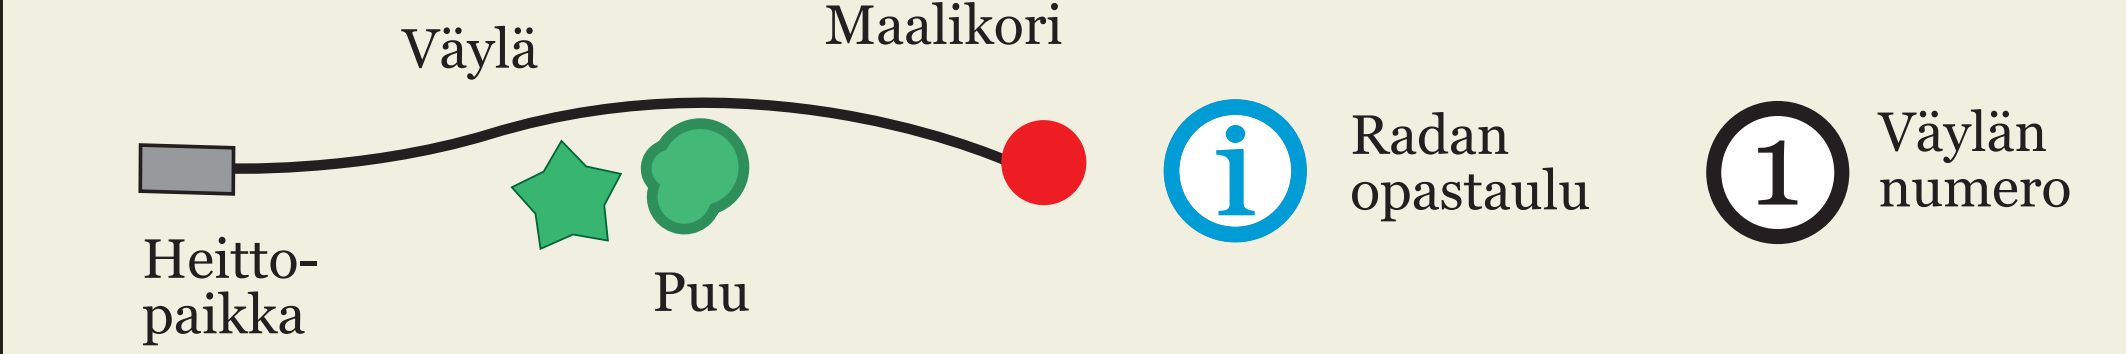 Väylä
Maalikori
Heitto-
paikka
Puu
i
Radan
opastaulu
1
Väylän
numero